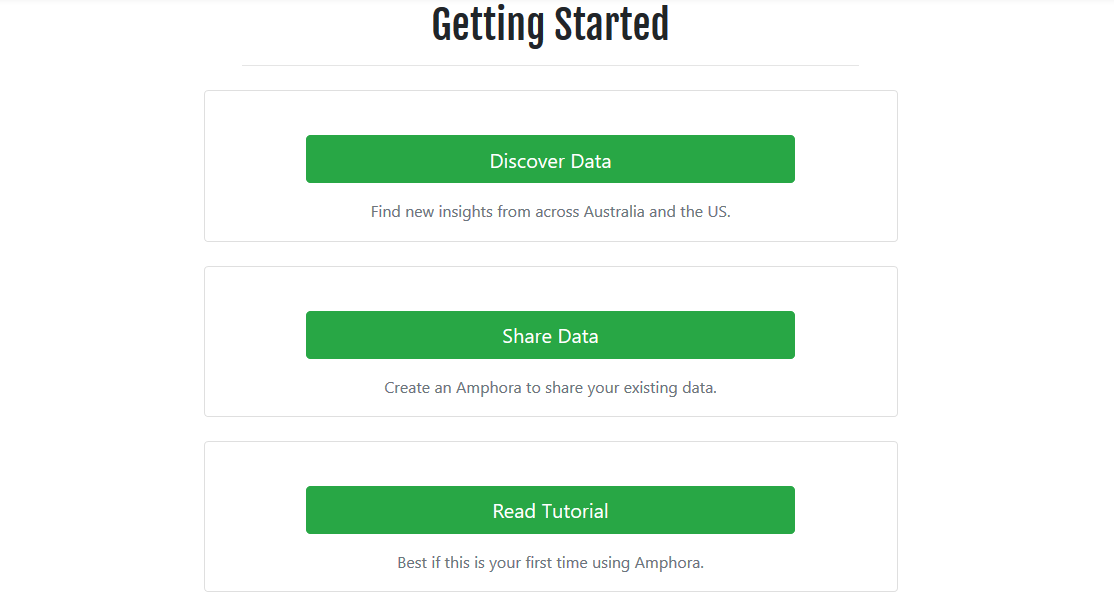 Getting Started
Discover Data
Find new insights from across Australia and the US.
Share Data
Create an Amphora to share your existing data.
Read Tutorial
Best if this is your first time using Amphora.